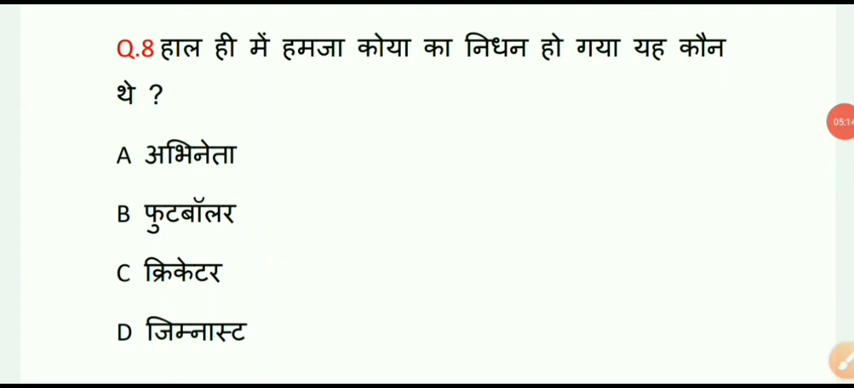 Q.8 हाल ही में हमजा कोया का निधन हो गया यह कौन
थे ?
A अभिनेता
B फुटबॉलर
C क्रिकेटर
D जिम्नास्ट